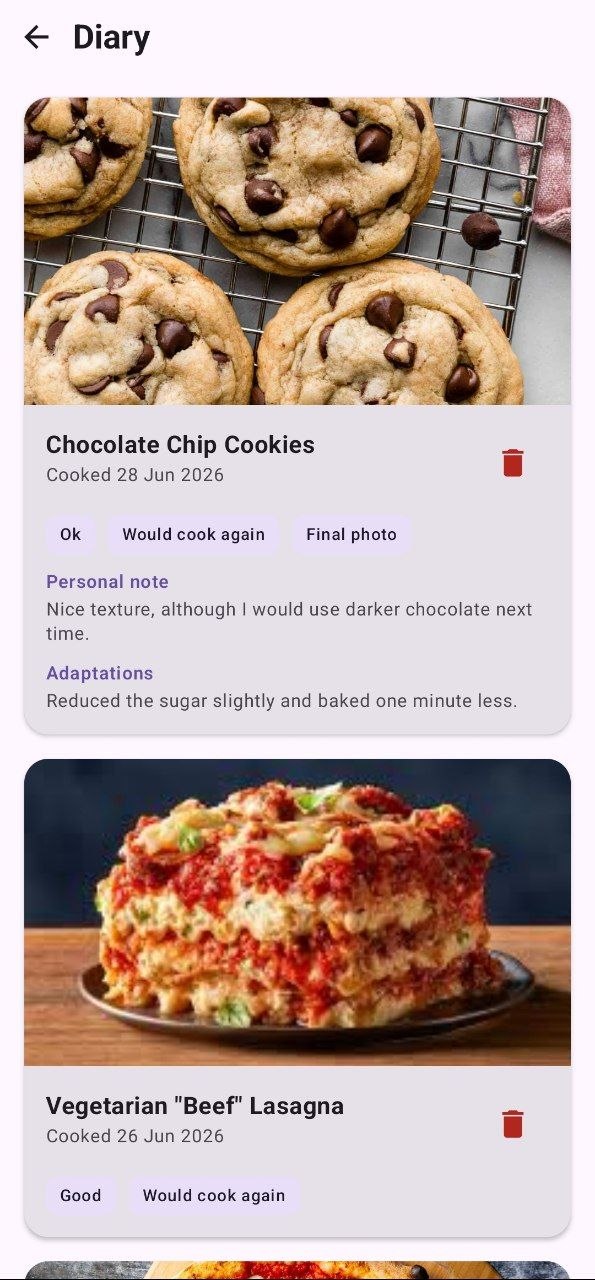 Diary
Chocolate Chip Cookies
Cooked 28 Jun 2026
Ok Would cook again Final photo
Personal note
Nice texture, although I would use darker chocolate next
time.
Adaptations
Reduced the sugar slightly and baked one minute less.
Vegetarian "Beef" Lasagna
Cooked 26 Jun 2026
Good Would cook again